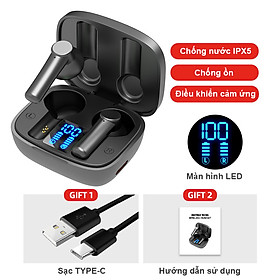 Chống nước IPX5
Chống ồn
Điều khiển cảm ứng
100
L R
Màn hình LED
GIFT 1
GIFT 2
Sạc TYPE-C
Hướng dẫn sử dụng